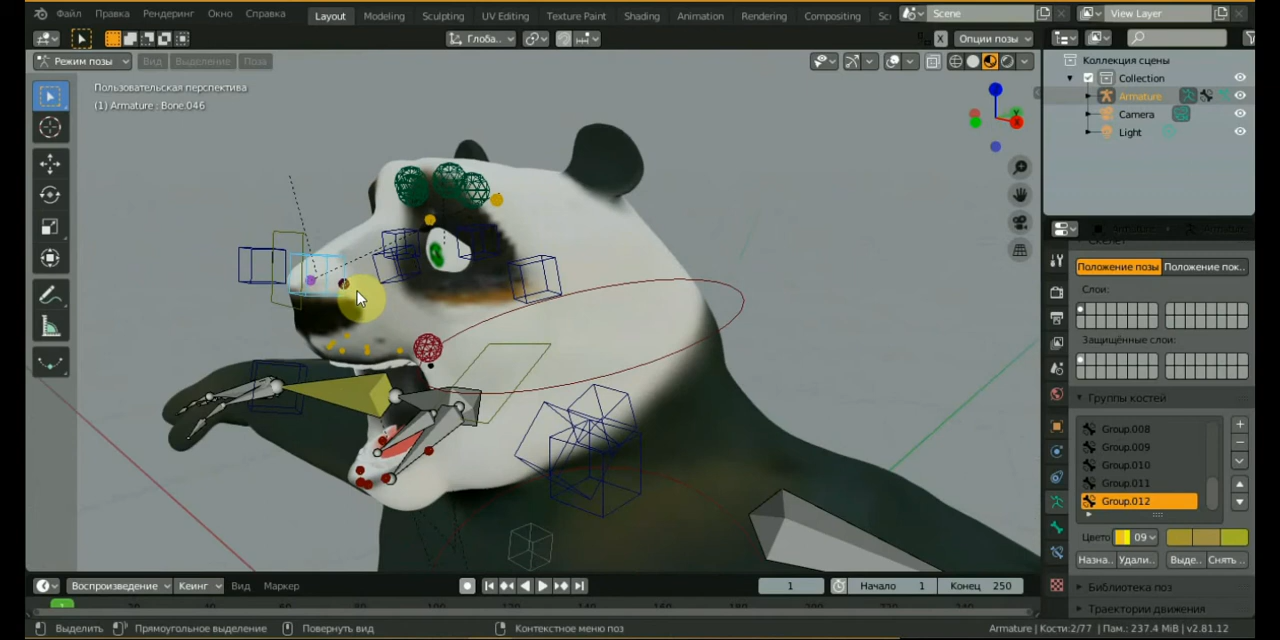 Файл Правка Рендеринг Окно Справка Layout Modeling Sculpting UV Editing Texture Paint Shading Animation Rendering Compositing Sc Scene View Layer
Глоба... X Опции позы
Режим позы Вид Выделение Поза
Пользовательская перспектива
(1) Armature : Bone.046
Коллекция сцены
Collection
Armature
Camera
Light
Положение позы Положение пок..
Слои:
Защищённые слои:
Группы костей
Group.008
Group.009
Group.010
Group.011
Group.012
Цвето 09
Назна.. Удали.. Выде.. Снять ..
Библиотека поз
Траектории движения
Воспроизведение Кеинг Вид Маркер 1 Начало 1 Конец 250
Выделить Прямоугольное выделение Повернуть вид Контекстное меню поз Armature | Кости:2/77 | Пам.: 237.4 MiB | v2.81.12